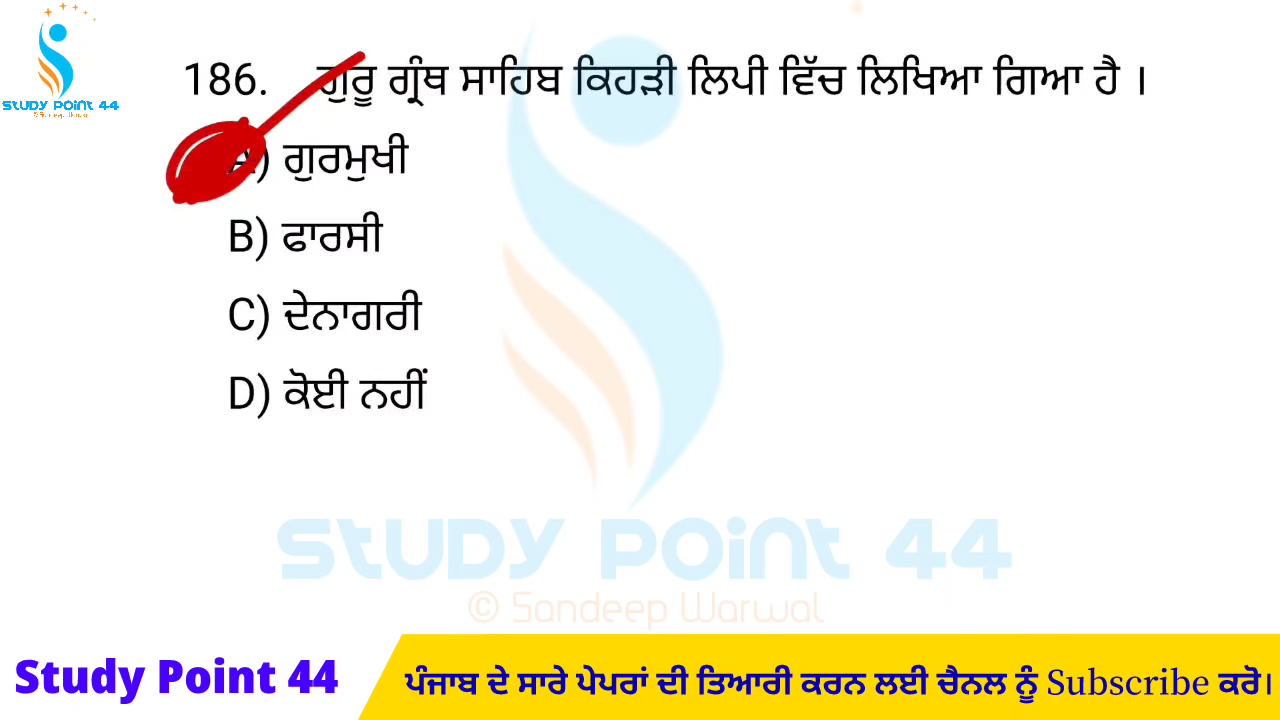 STUDY POINT 44
186. ਗੁਰੂ ਗ੍ਰੰਥ ਸਾਹਿਬ ਕਿਹੜੀ ਲਿਪੀ ਵਿੱਚ ਲਿਖਿਆ ਗਿਆ ਹੈ ।
A) ਗੁਰਮੁਖੀ
B) ਫਾਰਸੀ
C) ਦੇਨਾਗਰੀ
D) ਕੋਈ ਨਹੀਂ
STUDY POINT 44
© Sandeep Warwal
Study Point 44
ਪੰਜਾਬ ਦੇ ਸਾਰੇ ਪੇਪਰਾਂ ਦੀ ਤਿਆਰੀ ਕਰਨ ਲਈ ਚੈਨਲ ਨੂੰ Subscribe ਕਰੋ।